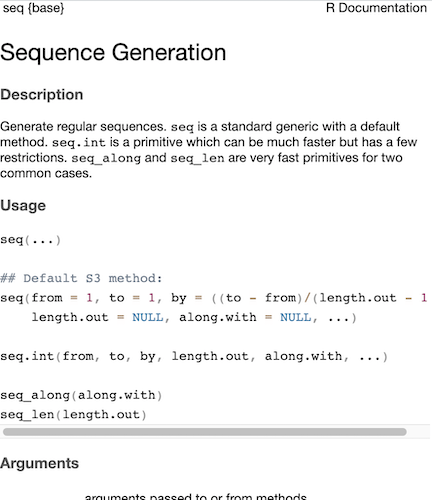 seq {base} R Documentation
Sequence Generation
Description
Generate regular sequences. seq is a standard generic with a default
method. seq.int is a primitive which can be much faster but has a few
restrictions. seq_along and seq_len are very fast primitives for two
common cases.
Usage
seq(...)
## Default S3 method:
seq(from = 1, to = 1, by = ((to - from)/(length.out - 1
length.out = NULL, along.with = NULL, ...)
seq.int(from, to, by, length.out, along.with, ...)
seq_along(along.with)
seq_len(length.out)
Arguments
arguments passed to or from methods